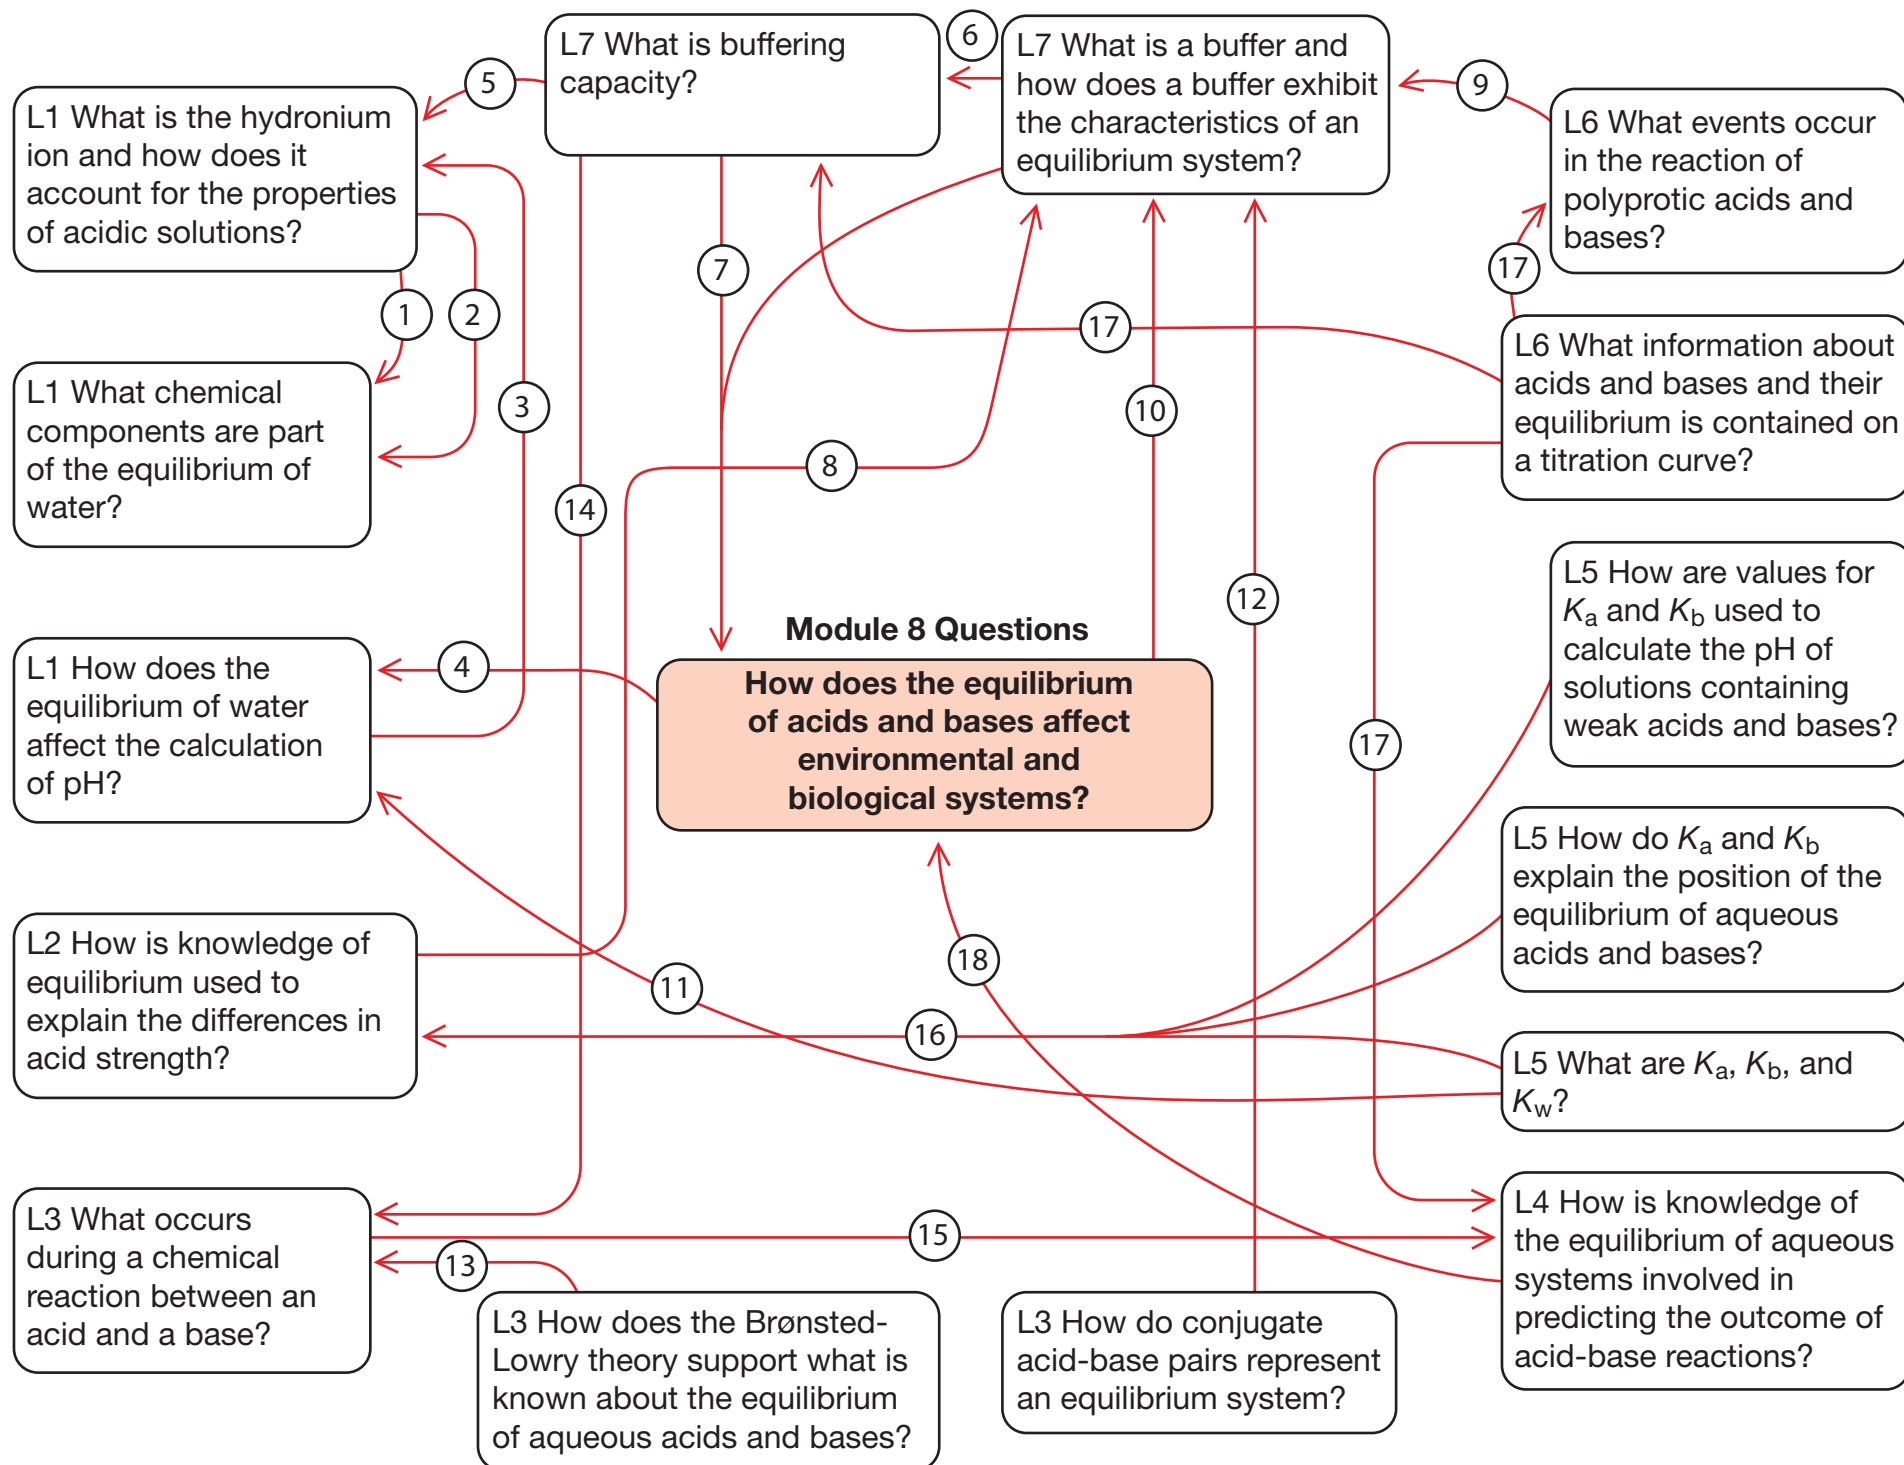 L7 What is buffering
capacity?
6
L7 What is a buffer and
how does a buffer exhibit
the characteristics of an
equilibrium system?
5
9
L1 What is the hydronium
ion and how does it
account for the properties
of acidic solutions?
L6 What events occur
in the reaction of
polyprotic acids and
bases?
7
17
1
2
17
L6 What information about
acids and bases and their
equilibrium is contained on
a titration curve?
L1 What chemical
components are part
of the equilibrium of
water?
3
10
8
14
L5 How are values for
Ka and Kb used to
calculate the pH of
solutions containing
weak acids and bases?
12
Module 8 Questions
How does the equilibrium
of acids and bases affect
environmental and
biological systems?
4
L1 How does the
equilibrium of water
affect the calculation
of pH?
17
L5 How do Ka and Kb
explain the position of the
equilibrium of aqueous
acids and bases?
L2 How is knowledge of
equilibrium used to
explain the differences in
acid strength?
18
11
16
L5 What are Ka, Kb, and
Kw?
L3 What occurs
during a chemical
reaction between an
acid and a base?
15
13
L4 How is knowledge of
the equilibrium of aqueous
systems involved in
predicting the outcome of
acid-base reactions?
L3 How does the Brønsted-
Lowry theory support what is
known about the equilibrium
of aqueous acids and bases?
L3 How do conjugate
acid-base pairs represent
an equilibrium system?